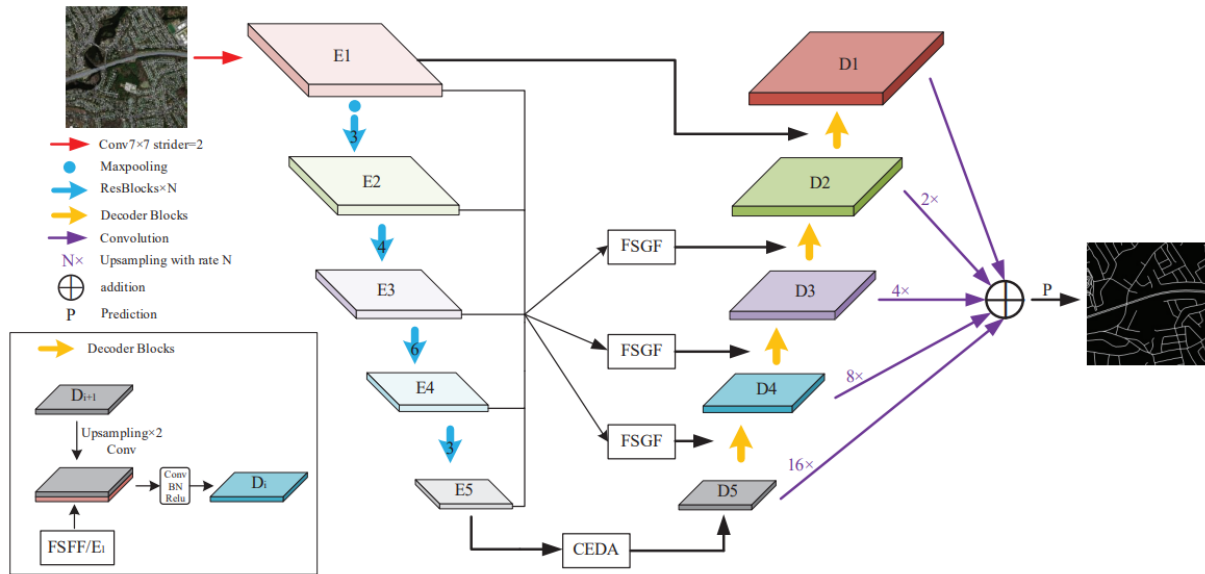 E1
D1
Conv7×7 strider=2
Maxpooling
ResBlocks×N
Decoder Blocks
Convolution
N× Upsampling with rate N
addition
P Prediction
3
E2
4
E3
6
E4
3
E5
FSGF
FSGF
FSGF
CEDA
D2
D3
D4
D5
2×
4×
8×
16×
P
Decoder Blocks
Di+1
Upsampling×2
Conv
Conv
BN
Relu
Di
FSFF/E1